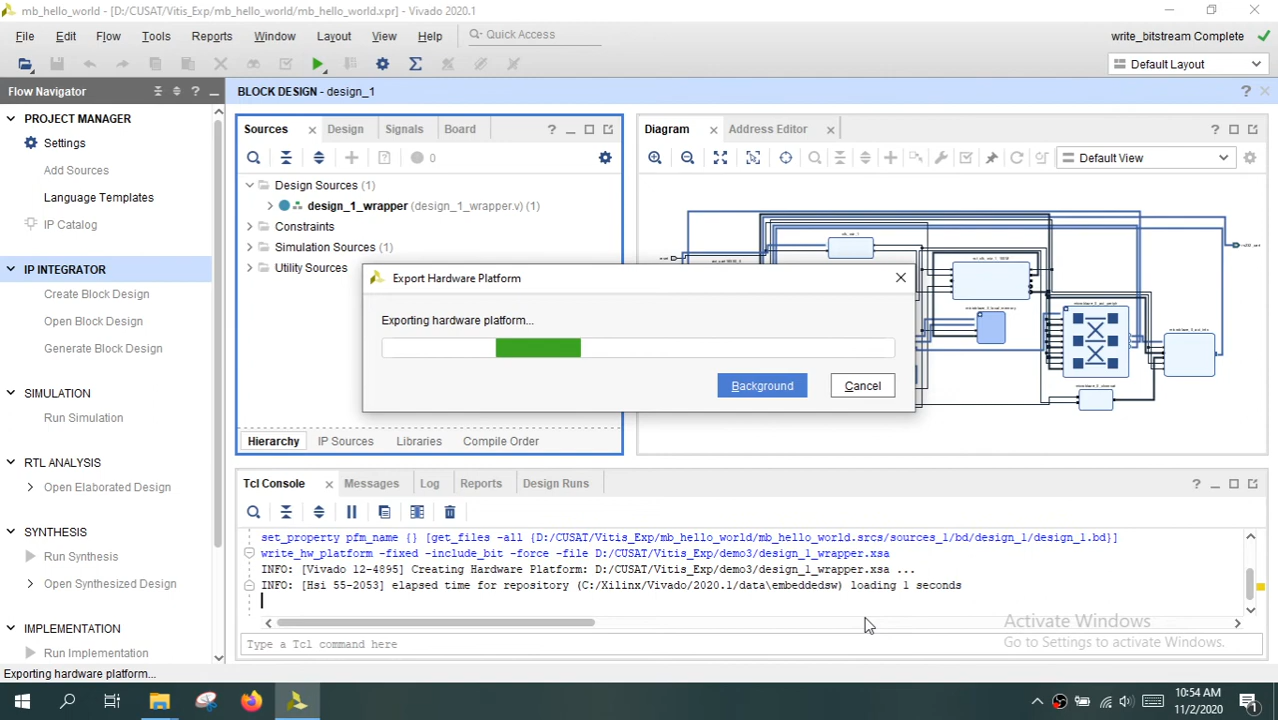 mb_hello_world - [D:/CUSAT/Vitis_Exp/mb_hello_world/mb_hello_world.xpr] - Vivado 2020.1
File Edit Flow Tools Reports Window Layout View Help Quick Access
write_bitstream Complete
Default Layout
Flow Navigator
PROJECT MANAGER
Settings
Add Sources
Language Templates
IP Catalog
IP INTEGRATOR
Create Block Design
Open Block Design
Generate Block Design
SIMULATION
Run Simulation
RTL ANALYSIS
Open Elaborated Design
SYNTHESIS
Run Synthesis
Open Synthesized Design
IMPLEMENTATION
Run Implementation
BLOCK DESIGN - design_1
Sources Design Signals Board
0
Design Sources (1)
design_1_wrapper (design_1_wrapper.v) (1)
Constraints
Simulation Sources (1)
Utility Sources
Hierarchy IP Sources Libraries Compile Order
Diagram Address Editor
Default View
Export Hardware Platform
Exporting hardware platform...
Background Cancel
Tcl Console Messages Log Reports Design Runs
set_property pfm_name {} [get_files -all {D:/CUSAT/Vitis_Exp/mb_hello_world/mb_hello_world.srcs/sources_1/bd/design_1/design_1.bd}]
write_hw_platform -fixed -include_bit -force -file D:/CUSAT/Vitis_Exp/demo3/design_1_wrapper.xsa
INFO: [Vivado 12-4895] Creating Hardware Platform: D:/CUSAT/Vitis_Exp/demo3/design_1_wrapper.xsa ...
INFO: [Hsi 55-2053] elapsed time for repository (C:/Xilinx/Vivado/2020.1/data\embeddedsw) loading 1 seconds
Type a Tcl command here
Activate Windows
Go to Settings to activate Windows.
Exporting hardware platform...
10:54 AM
11/2/2020
1